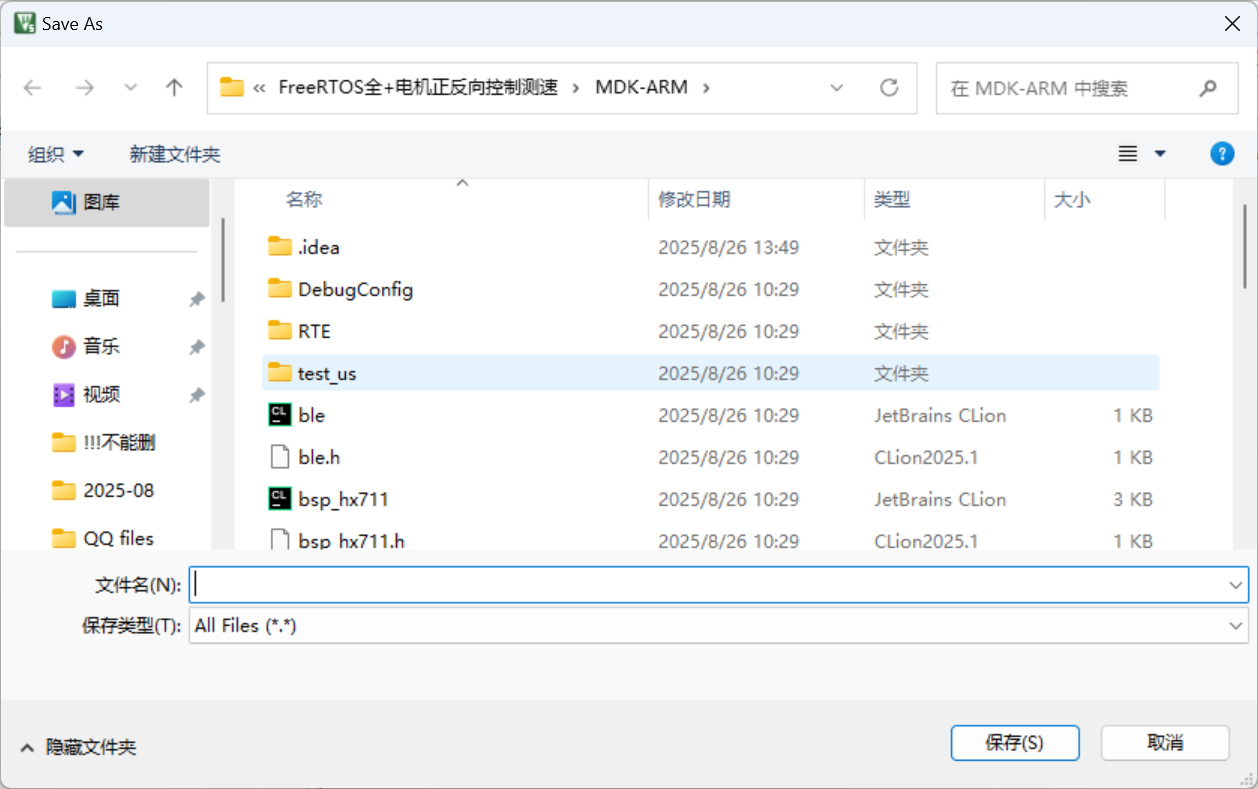 Save As
« FreeRTOS全+电机正反向控制测速 › MDK-ARM ›
在 MDK-ARM 中搜索
组织 新建文件夹
图库
桌面
音乐
视频
!!!不能删
2025-08
QQ files
名称 修改日期 类型 大小
.idea 2025/8/26 13:49 文件夹
DebugConfig 2025/8/26 10:29 文件夹
RTE 2025/8/26 10:29 文件夹
test_us 2025/8/26 10:29 文件夹
ble 2025/8/26 10:29 JetBrains CLion 1 KB
ble.h 2025/8/26 10:29 CLion2025.1 1 KB
bsp_hx711 2025/8/26 10:29 JetBrains CLion 3 KB
bsp_hx711.h 2025/8/26 10:29 CLion2025.1 1 KB
文件名(N):
保存类型(T): All Files (*.*)
隐藏文件夹
保存(S) 取消